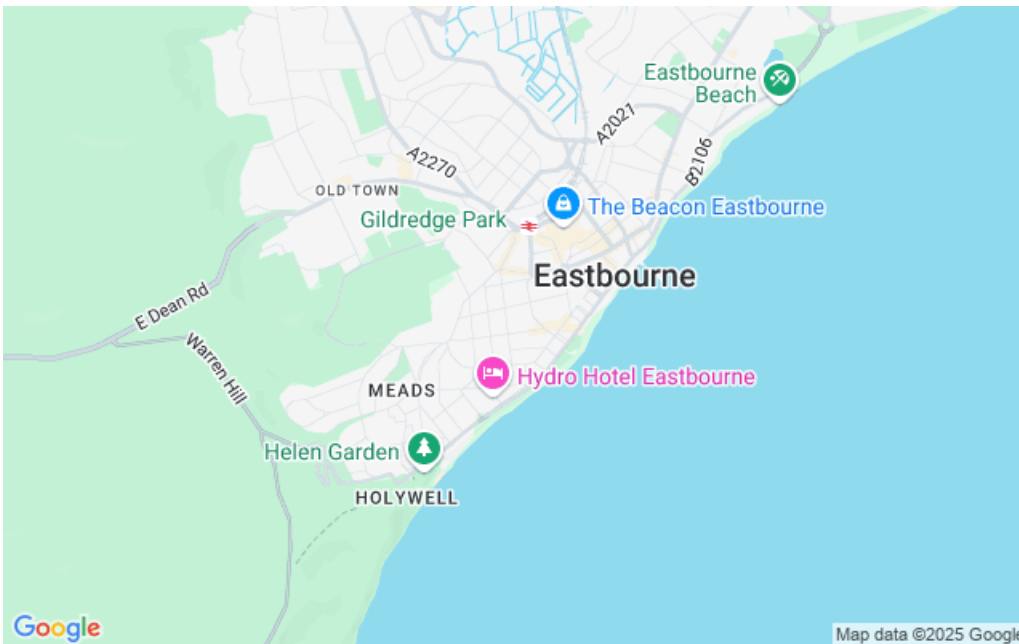 Eastbourne
Beach
A2021
B2106
A2270
OLD TOWN
Gildredge Park
The Beacon Eastbourne
Eastbourne
E Dean Rd
Warren Hill
Hydro Hotel Eastbourne
MEADS
Helen Garden
HOLYWELL
Google
Map data ©2025 Google